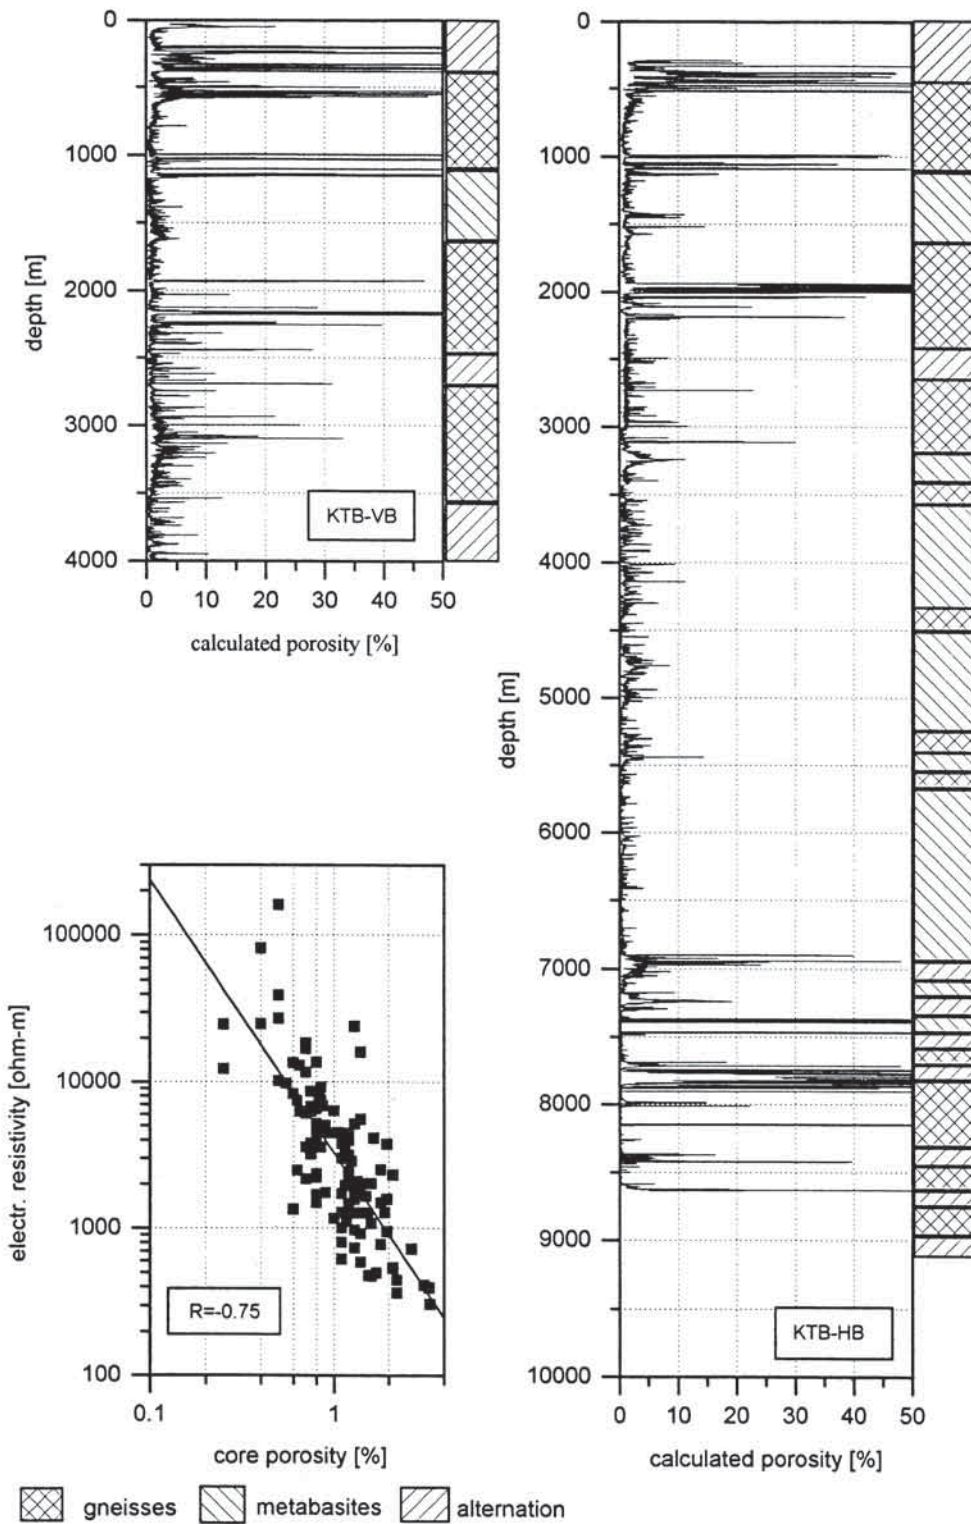 0
1000
2000
3000
4000
depth [m]
KTB-VB
0 10 20 30 40 50
calculated porosity [%]
100000
10000
1000
100
electr. resistivity [ohm-m]
R=-0.75
0.1 1
core porosity [%]
0
1000
2000
3000
4000
5000
6000
7000
8000
9000
10000
depth [m]
KTB-HB
0 10 20 30 40 50
calculated porosity [%]
gneisses metabasites alternation